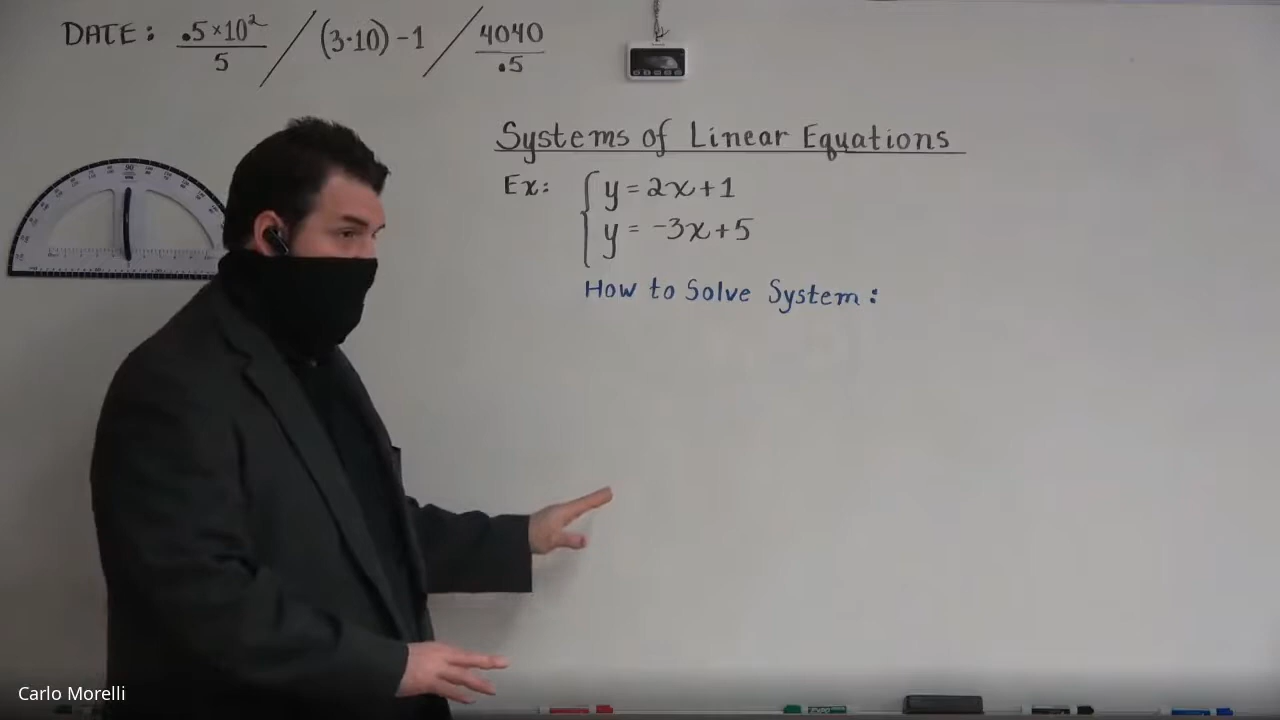 DATE: .5×10² / 5 / (3·10) - 1 / 4040 / .5
Systems of Linear Equations
Ex: { y = 2x+1
y = -3x+5
How to Solve System:
Carlo Morelli